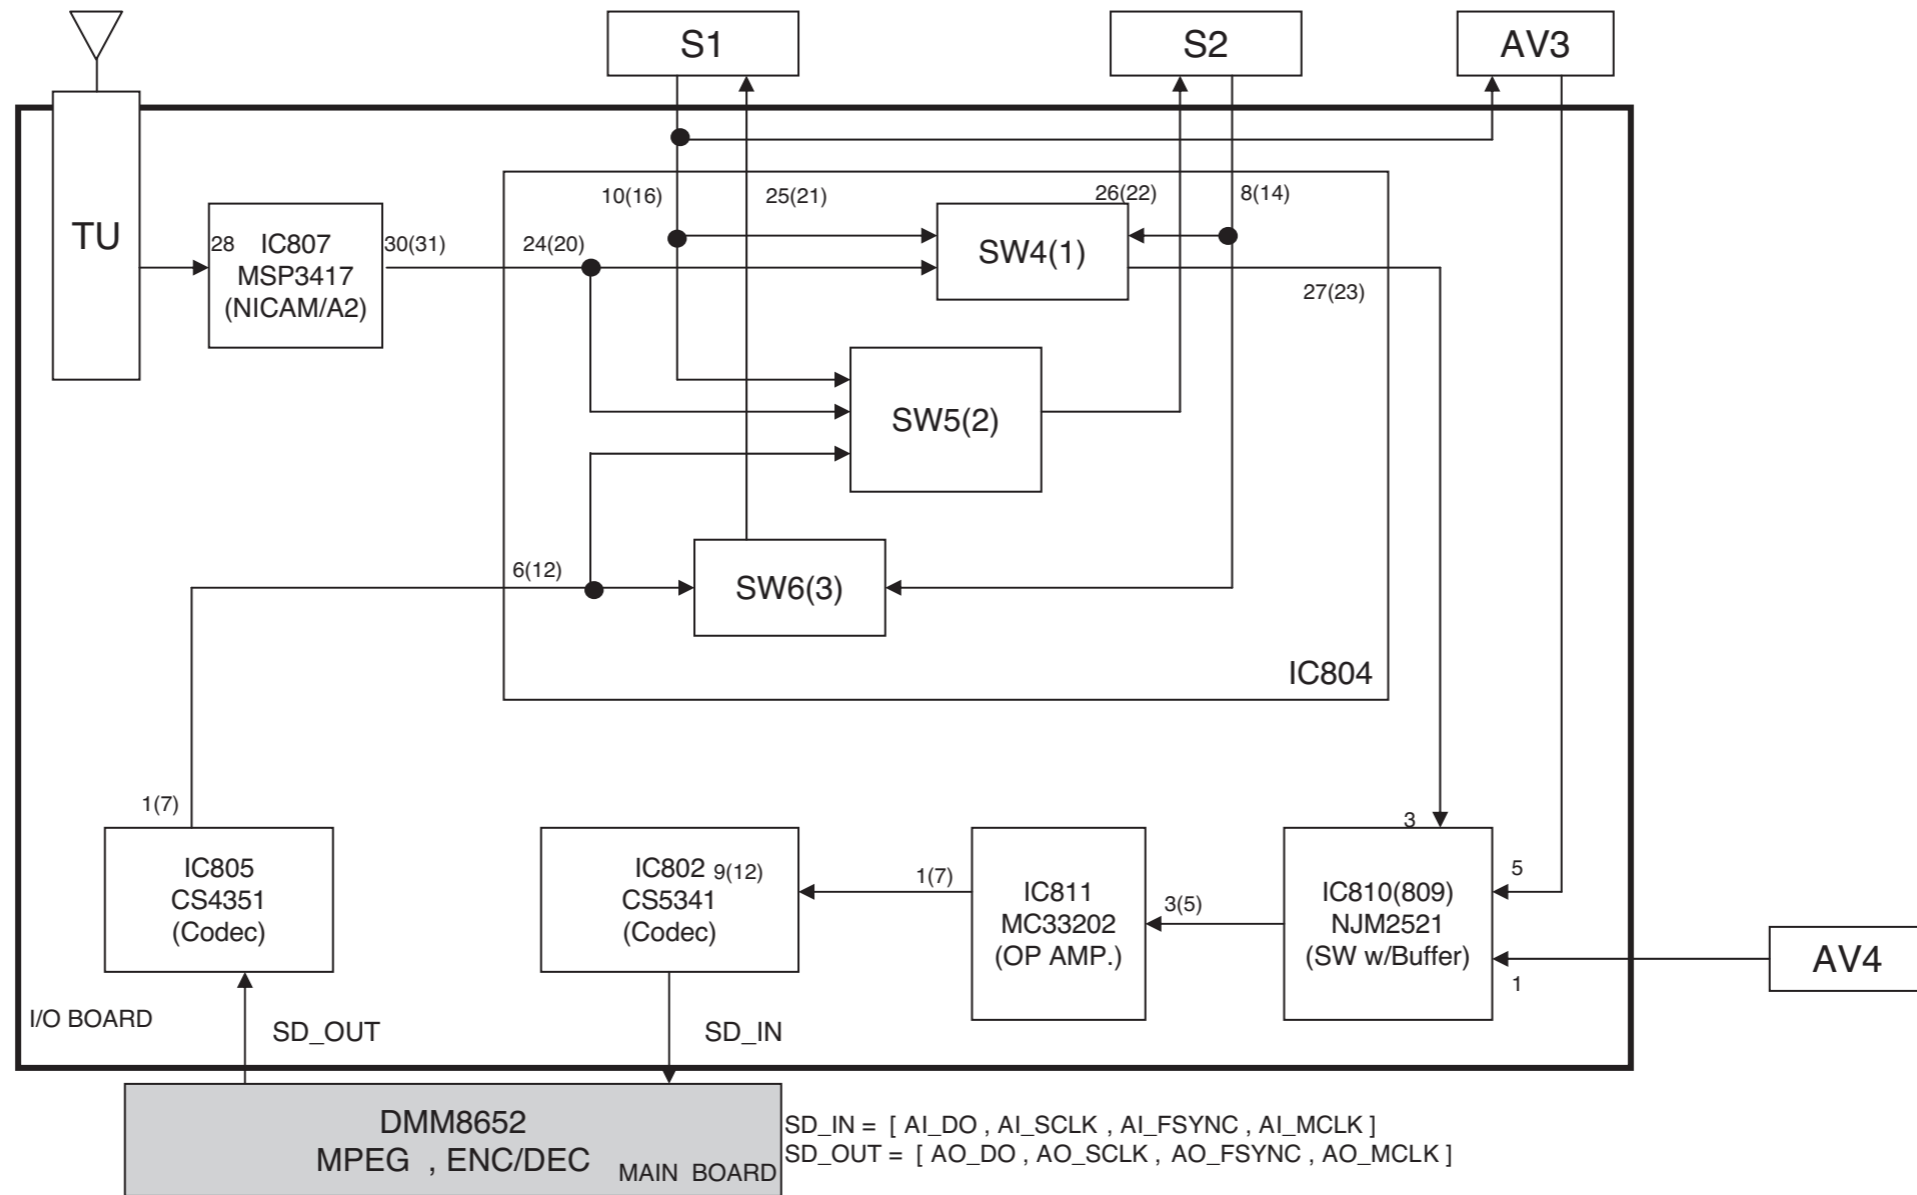 S1
S2
AV3
TU
10(16)
25(21)
26(22)
8(14)
28
IC807
MSP3417
(NICAM/A2)
30(31)
24(20)
SW4(1)
27(23)
SW5(2)
6(12)
SW6(3)
IC804
1(7)
IC805
CS4351
(Codec)
IC802
9(12)
CS5341
(Codec)
1(7)
IC811
MC33202
(OP AMP.)
3(5)
3
IC810(809)
NJM2521
(SW w/Buffer)
5
1
AV4
I/O BOARD
SD_OUT
SD_IN
DMM8652
MPEG , ENC/DEC
MAIN BOARD
SD_IN = [ AI_DO , AI_SCLK , AI_FSYNC , AI_MCLK ]
SD_OUT = [ AO_DO , AO_SCLK , AO_FSYNC , AO_MCLK ]